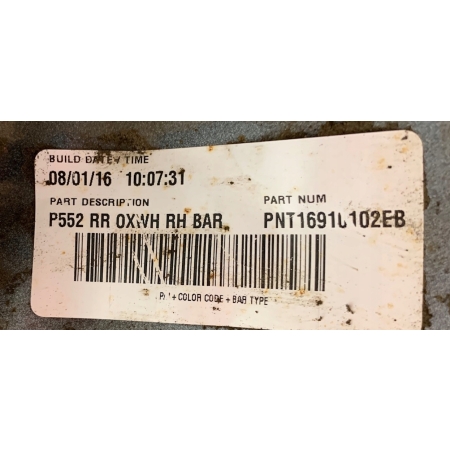 BUILD DATE / TIME
08/01/16 10:07:31
PART DESCRIPTION PART NUM
P552 RR OXWH RH BAR
+ COLOR CODE + BAR TYPE